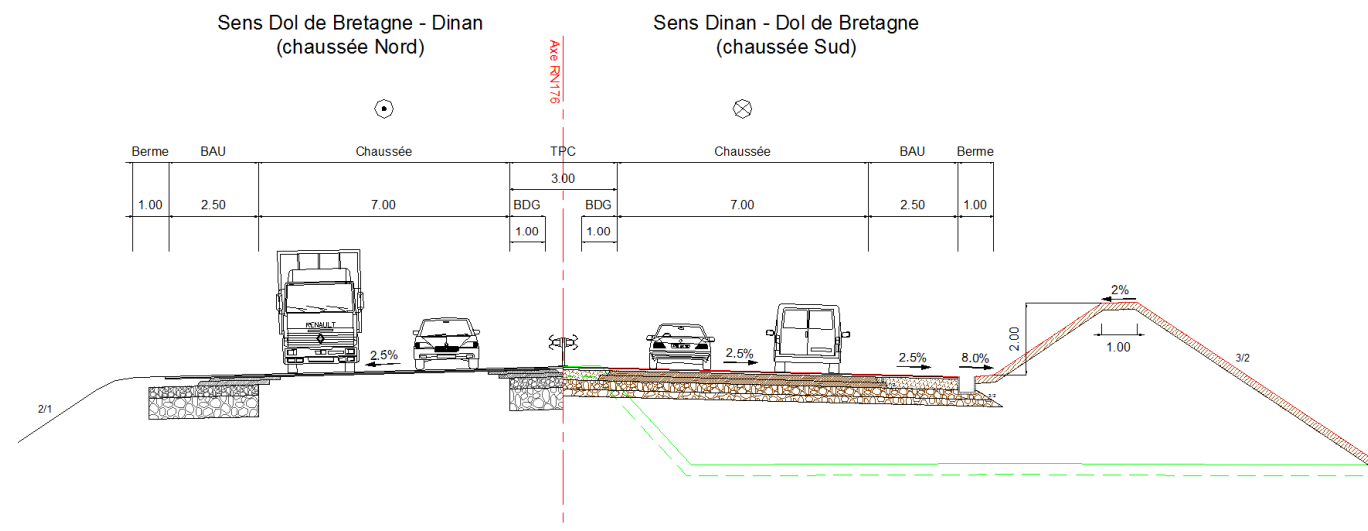 Sens Dol de Bretagne - Dinan
(chaussée Nord)
Sens Dinan - Dol de Bretagne
(chaussée Sud)
Axe RN176
Berme BAU Chaussée TPC Chaussée BAU Berme
3.00
1.00 2.50 7.00 BDG BDG 7.00 2.50 1.00
1.00 1.00
2%
2.00
1.00
RENAULT
2.5% 2.5% 2.5% 8.0% 3/2
2/1